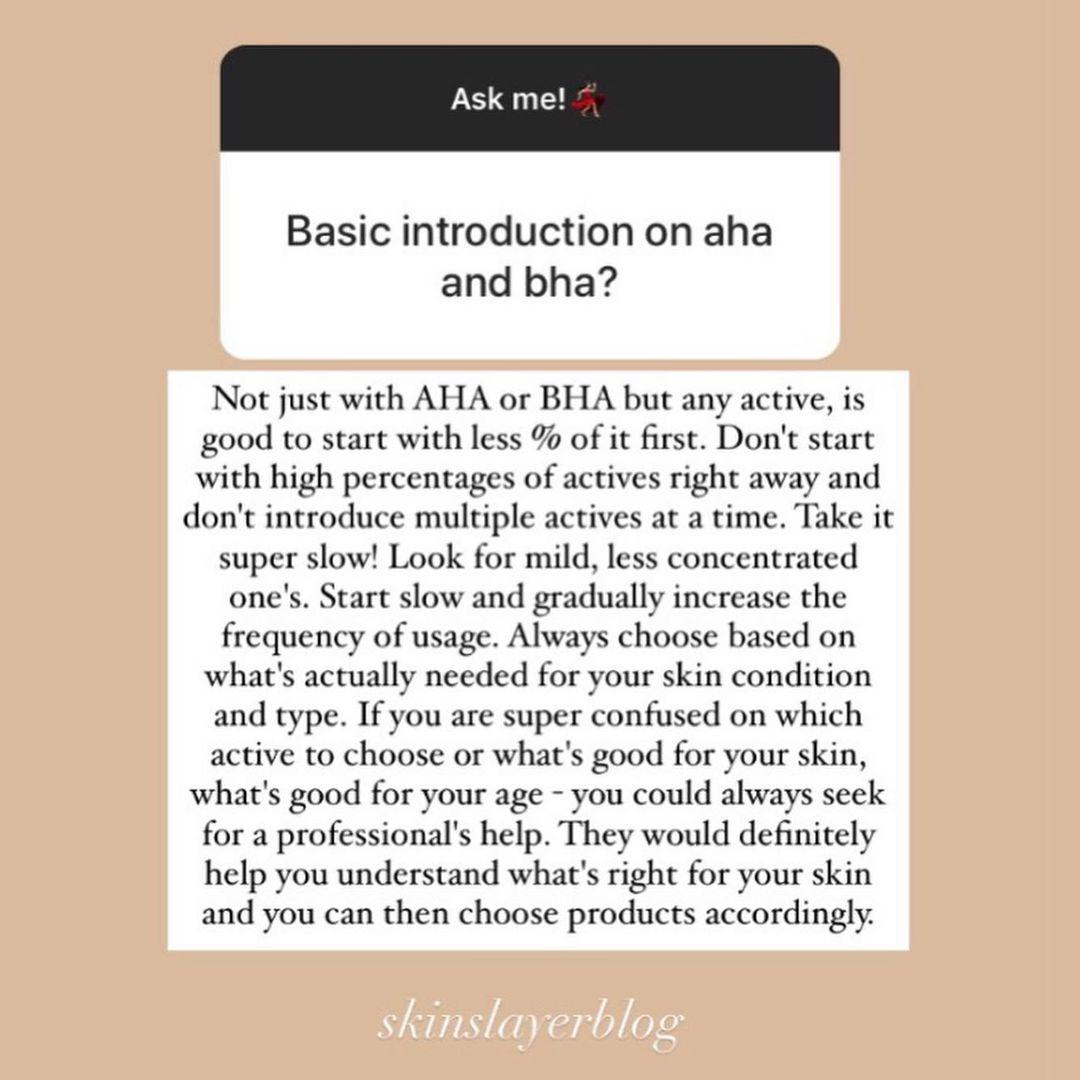 Ask me!💃
Basic introduction on aha
and bha?
Not just with AHA or BHA but any active, is
good to start with less % of it first. Don't start
with high percentages of actives right away and
don't introduce multiple actives at a time. Take it
super slow! Look for mild, less concentrated
one's. Start slow and gradually increase the
frequency of usage. Always choose based on
what's actually needed for your skin condition
and type. If you are super confused on which
active to choose or what's good for your skin,
what's good for your age - you could always seek
for a professional's help. They would definitely
help you understand what's right for your skin
and you can then choose products accordingly.
skinslayerblog